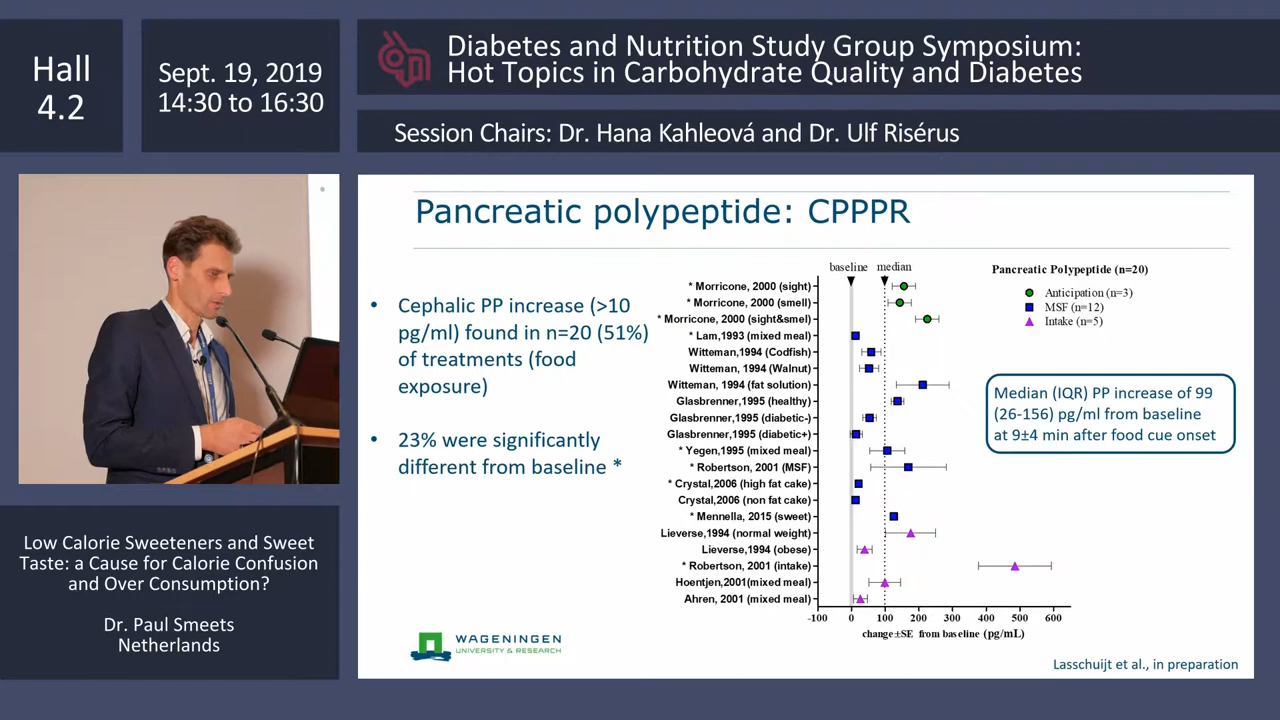 Hall
4.2
Sept. 19, 2019
14:30 to 16:30
Diabetes and Nutrition Study Group Symposium:
Hot Topics in Carbohydrate Quality and Diabetes
Session Chairs: Dr. Hana Kahleová and Dr. Ulf Risérus
Low Calorie Sweeteners and Sweet
Taste: a Cause for Calorie Confusion
and Over Consumption?
Dr. Paul Smeets
Netherlands
Pancreatic polypeptide: CPPPR
• Cephalic PP increase (>10
pg/ml) found in n=20 (51%)
of treatments (food
exposure)
• 23% were significantly
different from baseline *
baseline median
* Morricone, 2000 (sight)
* Morricone, 2000 (smell)
* Morricone, 2000 (sight&smel)
* Lam,1993 (mixed meal)
Witteman,1994 (Codfish)
Witteman, 1994 (Walnut)
Witteman, 1994 (fat solution)
Glasbrenner,1995 (healthy)
Glasbrenner,1995 (diabetic-)
Glasbrenner,1995 (diabetic+)
* Yegen,1995 (mixed meal)
* Robertson, 2001 (MSF)
* Crystal,2006 (high fat cake)
Crystal,2006 (non fat cake)
* Mennella, 2015 (sweet)
Lieverse,1994 (normal weight)
Lieverse,1994 (obese)
* Robertson, 2001 (intake)
Hoentjen,2001(mixed meal)
Ahren, 2001 (mixed meal)
-100 0 100 200 300 400 500 600
change±SE from baseline (pg/mL)
Pancreatic Polypeptide (n=20)
Anticipation (n=3)
MSF (n=12)
Intake (n=5)
Median (IQR) PP increase of 99
(26-156) pg/ml from baseline
at 9±4 min after food cue onset
WAGENINGEN
UNIVERSITY & RESEARCH
Lasschuijt et al., in preparation